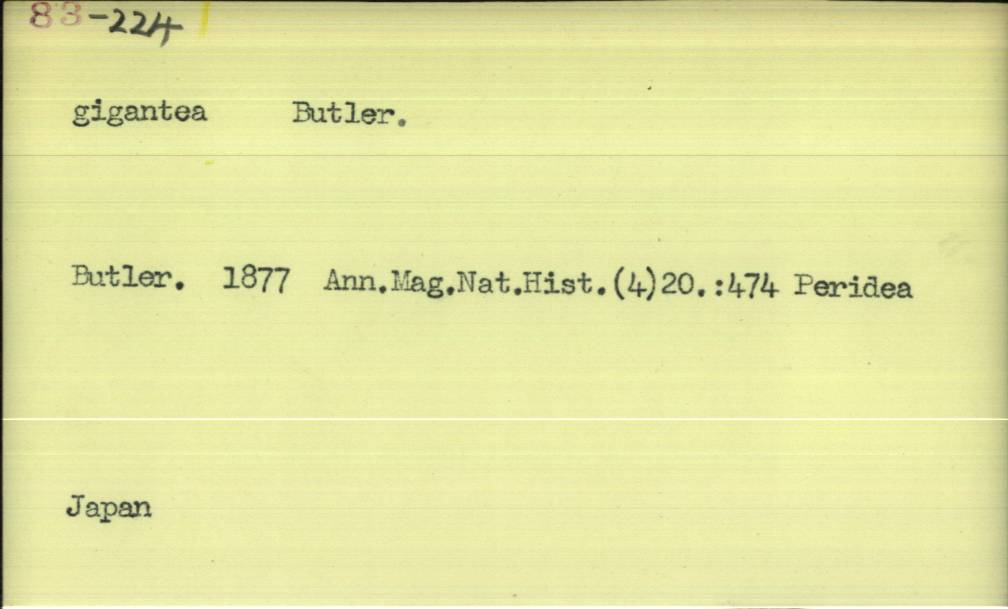 83-224
gigantea Butler.
Butler. 1877 Ann.Mag.Nat.Hist.(4)20.:474 Peridea
Japan